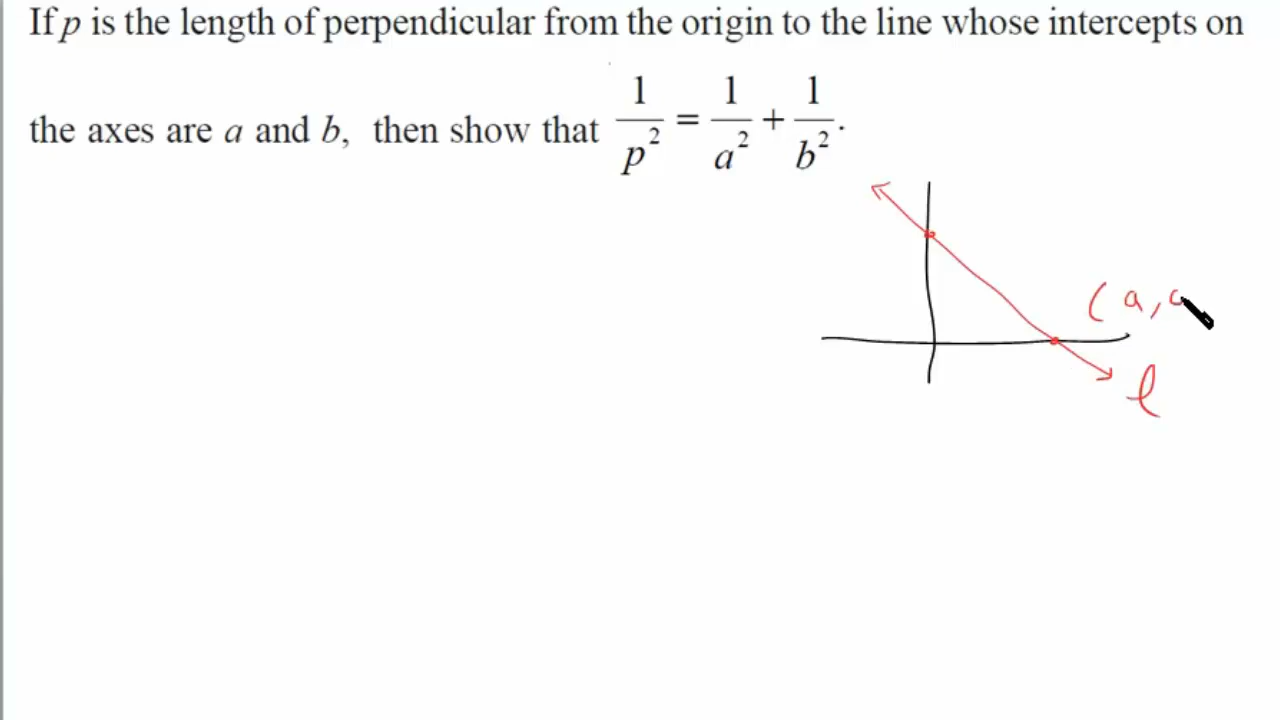 If p is the length of perpendicular from the origin to the line whose intercepts on
the axes are a and b, then show that 1/p² = 1/a² + 1/b².
(a,
l